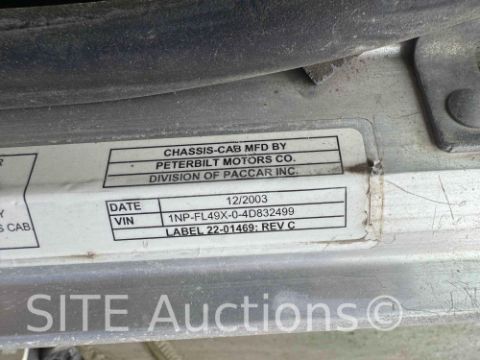 CHASSIS-CAB MFD BY
PETERBILT MOTORS CO.
DIVISION OF PACCAR INC.
DATE 12/2003
VIN 1NP-FL49X-0-4D832499
LABEL 22-01469: REV C
CAB
SITE Auctions©